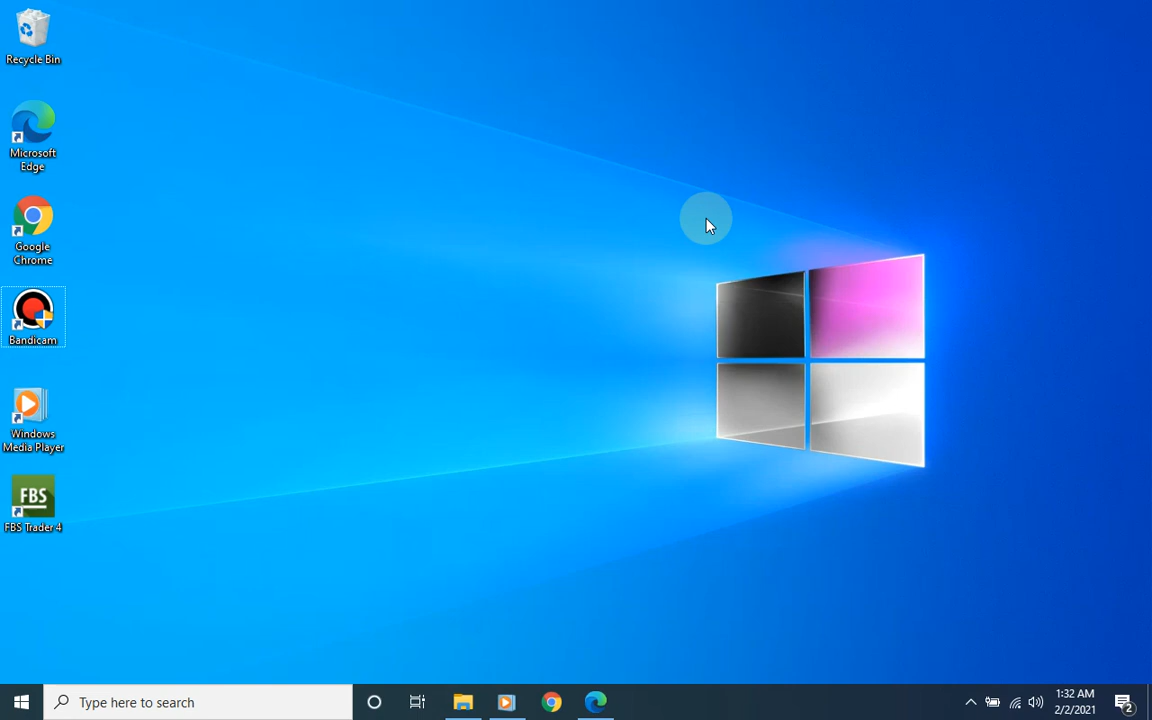 Recycle Bin
Microsoft
Edge
Google
Chrome
Bandicam
Windows
Media Player
FBS
FBS Trader 4
Type here to search
1:32 AM
2/2/2021
2